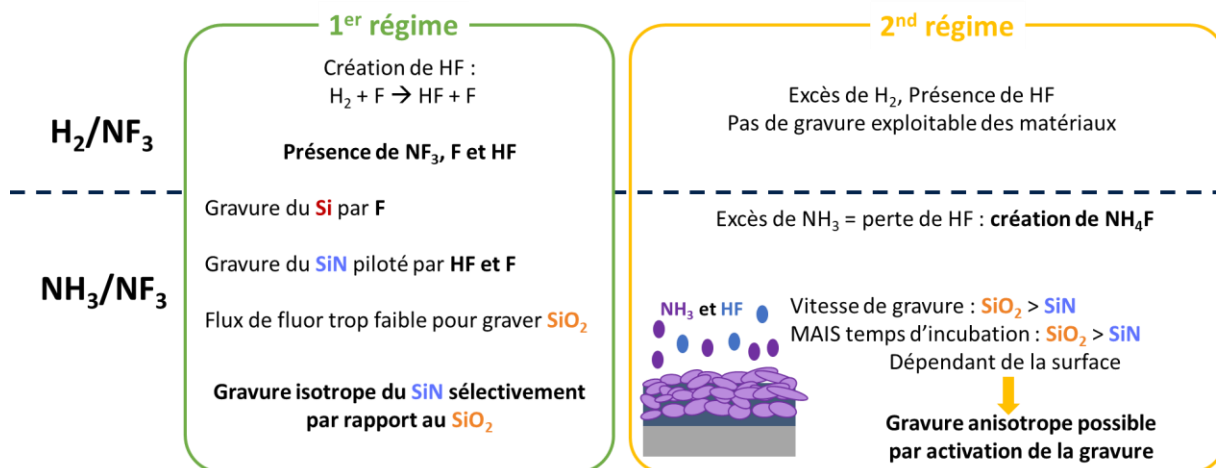 1er régime
Création de HF :
H2 + F → HF + F
Présence de NF3, F et HF
H2/NF3
Gravure du Si par F
Gravure du SiN piloté par HF et F
NH3/NF3
Flux de fluor trop faible pour graver SiO2
Gravure isotrope du SiN sélectivement
par rapport au SiO2
2nd régime
Excès de H2, Présence de HF
Pas de gravure exploitable des matériaux
Excès de NH3 = perte de HF : création de NH4F
NH3 et HF
Vitesse de gravure : SiO2 > SiN
MAIS temps d'incubation : SiO2 > SiN
Dépendant de la surface
Gravure anisotrope possible
par activation de la gravure